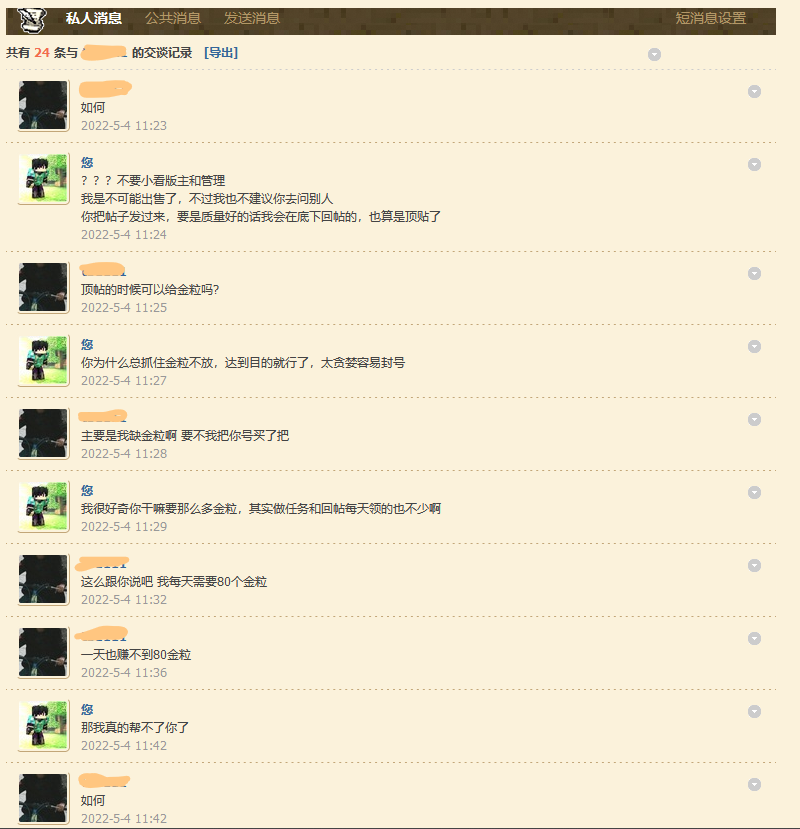 私人消息 公共消息 发送消息 短消息设置
共有 24 条与 的交谈记录 [导出]
如何
2022-5-4 11:23
您
？？？不要小看版主和管理
我是不可能出售了，不过我也不建议你去问别人
你把帖子发过来，要是质量好的话我会在底下回帖的，也算是顶贴了
2022-5-4 11:24
顶帖的时候可以给金粒吗?
2022-5-4 11:25
您
你为什么总抓住金粒不放，达到目的就行了，太贪婪容易封号
2022-5-4 11:27
主要是我缺金粒啊 要不我把你号买了把
2022-5-4 11:28
您
我很好奇你干嘛要那么多金粒，其实做任务和回帖每天领的也不少啊
2022-5-4 11:29
这么跟你说吧 我每天需要80个金粒
2022-5-4 11:32
一天也赚不到80金粒
2022-5-4 11:36
您
那我真的帮不了你了
2022-5-4 11:42
如何
2022-5-4 11:42